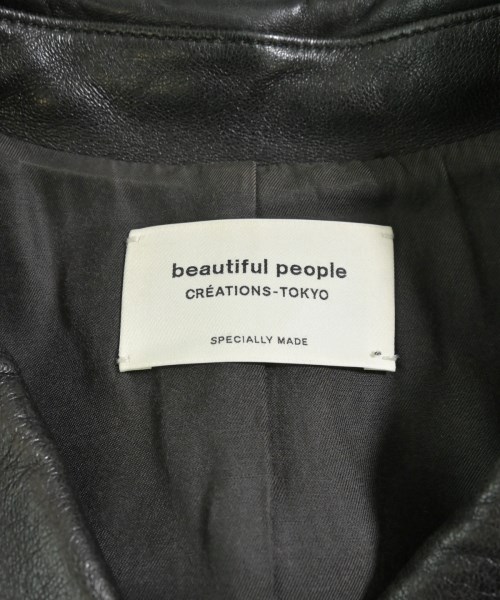 beautiful people
CRÉATIONS-TOKYO
SPECIALLY MADE